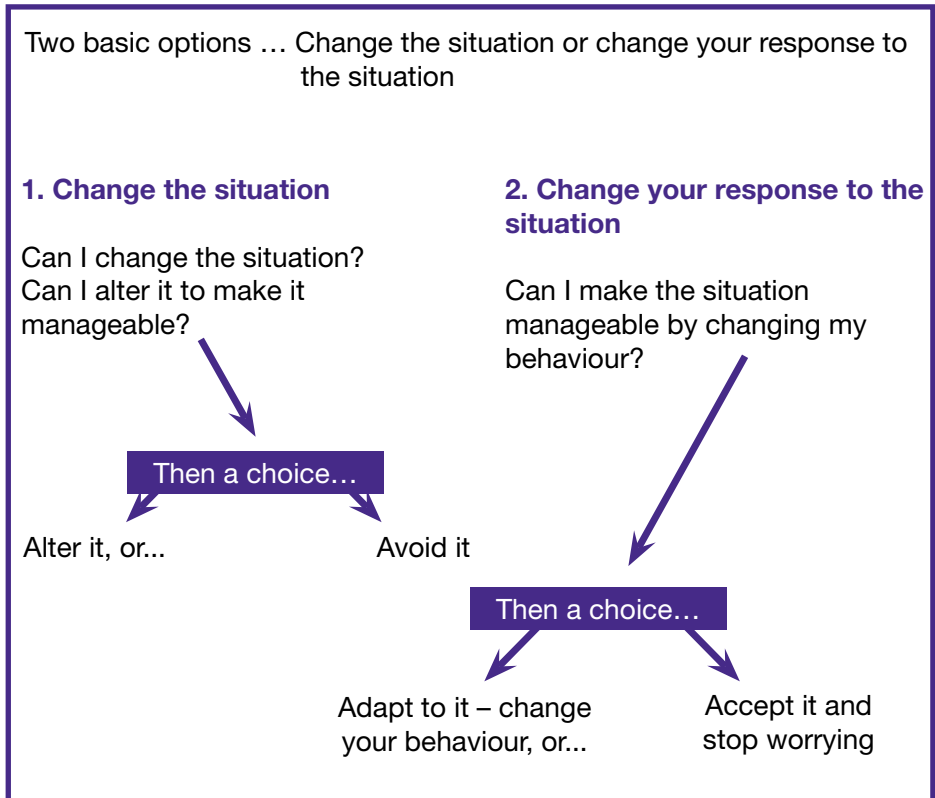 Two basic options … Change the situation or change your response to
the situation
1. Change the situation
Can I change the situation?
Can I alter it to make it
manageable?
Then a choice…
Alter it, or...
Avoid it
2. Change your response to the
situation
Can I make the situation
manageable by changing my
behaviour?
Then a choice…
Adapt to it – change
your behaviour, or...
Accept it and
stop worrying